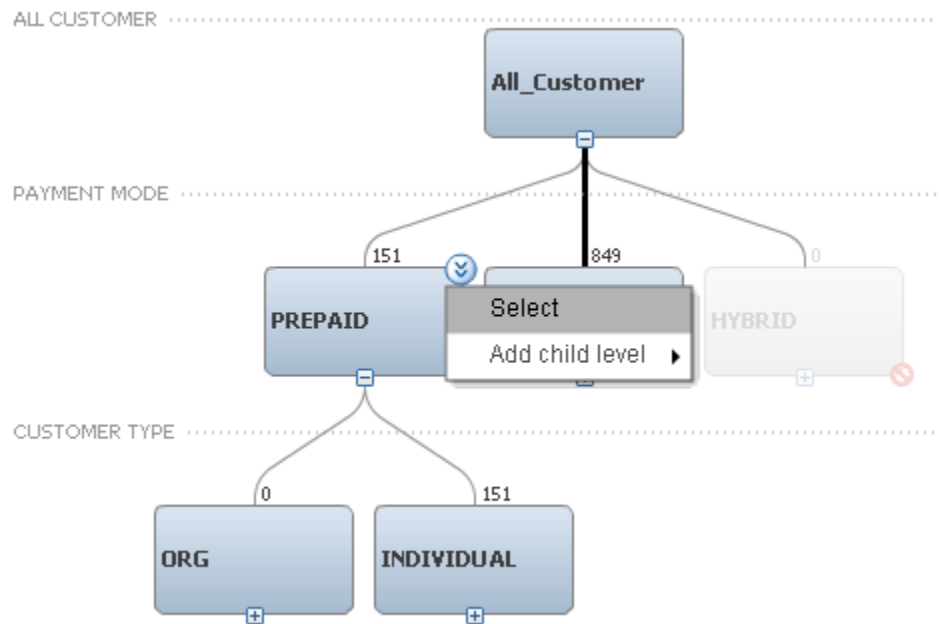 ALL CUSTOMER
All_Customer
PAYMENT MODE
151
849
0
PREPAID
Select
HYBRID
Add child level
CUSTOMER TYPE
0
151
ORG
INDIVIDUAL